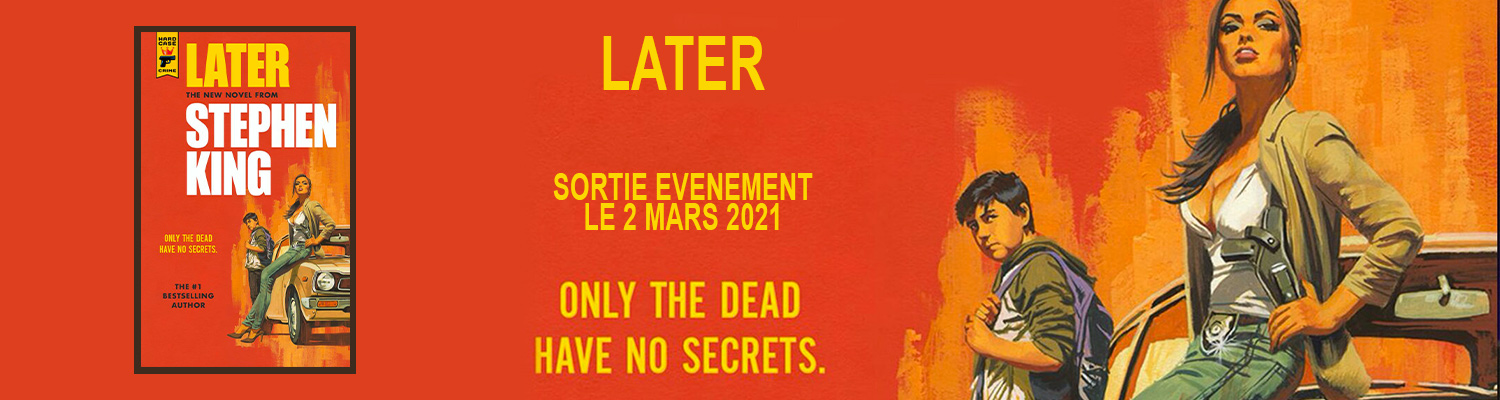 HARD
CASE
CRIME
LATER
THE NEW NOVEL FROM
STEPHEN
KING
ONLY THE DEAD
HAVE NO SECRETS.
THE #1
BESTSELLING
AUTHOR
LATER
SORTIE EVENEMENT
LE 2 MARS 2021
ONLY THE DEAD
HAVE NO SECRETS.